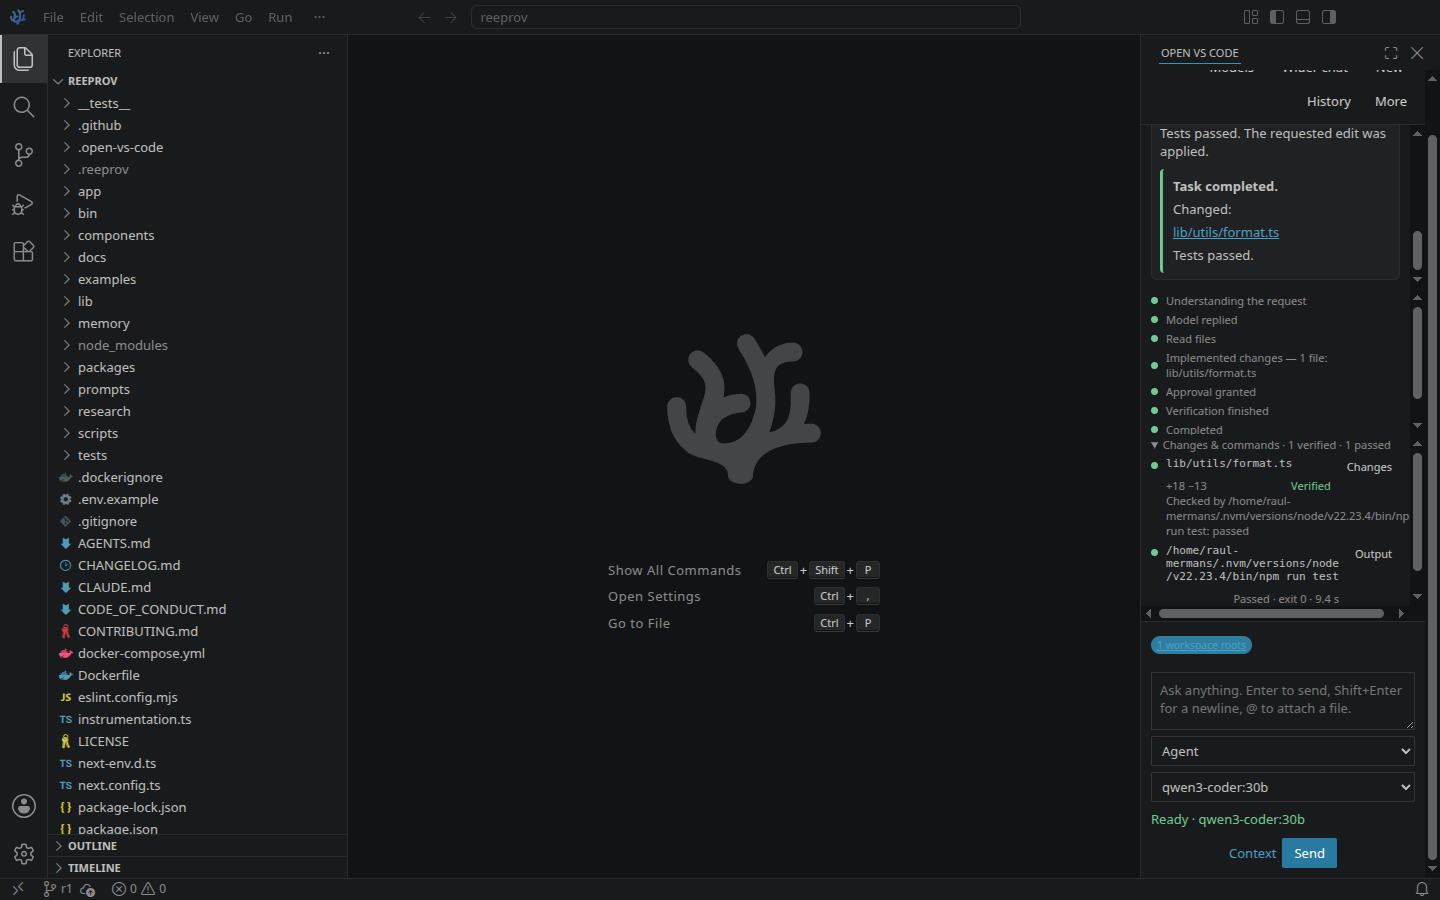 File Edit Selection View Go Run ···
reeprov
EXPLORER
REEPROV
__tests__
.github
.open-vs-code
.reeprov
app
bin
components
docs
examples
lib
memory
node_modules
packages
prompts
research
scripts
tests
.dockerignore
.env.example
.gitignore
AGENTS.md
CHANGELOG.md
CLAUDE.md
CODE_OF_CONDUCT.md
CONTRIBUTING.md
docker-compose.yml
Dockerfile
JS eslint.config.mjs
TS instrumentation.ts
LICENSE
TS next-env.d.ts
TS next.config.ts
{ } package-lock.json
{ } package.json
OUTLINE
TIMELINE
r1 0 0
Show All Commands Ctrl + Shift + P
Open Settings Ctrl + ,
Go to File Ctrl + P
OPEN VS CODE
Models Wider chat New
History More
Tests passed. The requested edit was
applied.
Task completed.
Changed:
lib/utils/format.ts
Tests passed.
Understanding the request
Model replied
Read files
Implemented changes — 1 file:
lib/utils/format.ts
Approval granted
Verification finished
Completed
Changes & commands · 1 verified · 1 passed
lib/utils/format.ts Changes
+18 −13 Verified
Checked by /home/raul-
mermans/.nvm/versions/node/v22.23.4/bin/np
run test: passed
/home/raul- Output
mermans/.nvm/versions/node
/v22.23.4/bin/npm run test
Passed · exit 0 · 9.4 s
1 workspace roots
Ask anything. Enter to send, Shift+Enter
for a newline, @ to attach a file.
Agent
qwen3-coder:30b
Ready · qwen3-coder:30b
Context Send